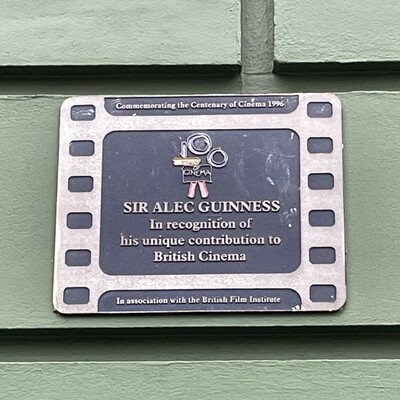 Commemorating the Centenary of Cinema 1996
CINEMA
SIR ALEC GUINNESS
In recognition of
his unique contribution to
British Cinema
In association with the British Film Institute